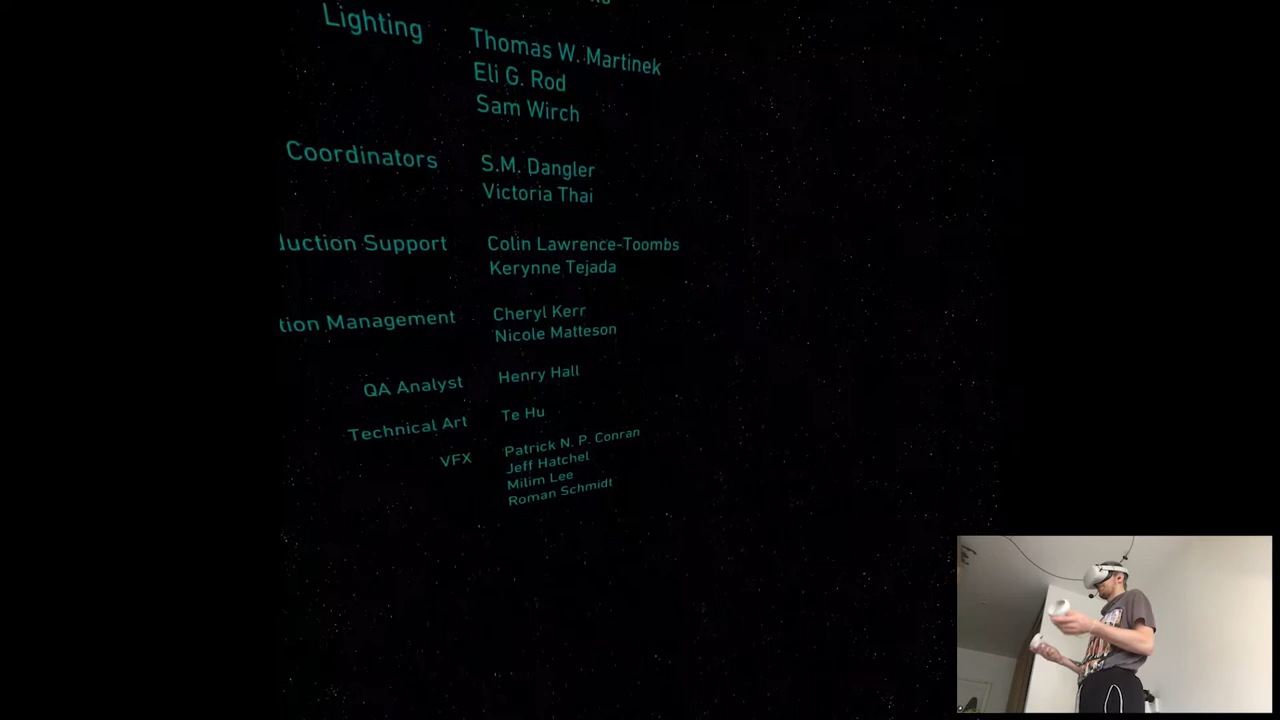 Lighting Thomas W. Martinek
Eli G. Rod
Sam Wirch
Coordinators S.M. Dangler
Victoria Thai
Support Colin Lawrence-Toombs
Kerynne Tejada
Management Cheryl Kerr
Nicole Matteson
QA Analyst Henry Hall
Technical Art Te Hu
VFX Patrick N. P. Conran
Jeff Hatchel
Milim Lee
Roman Schmidt